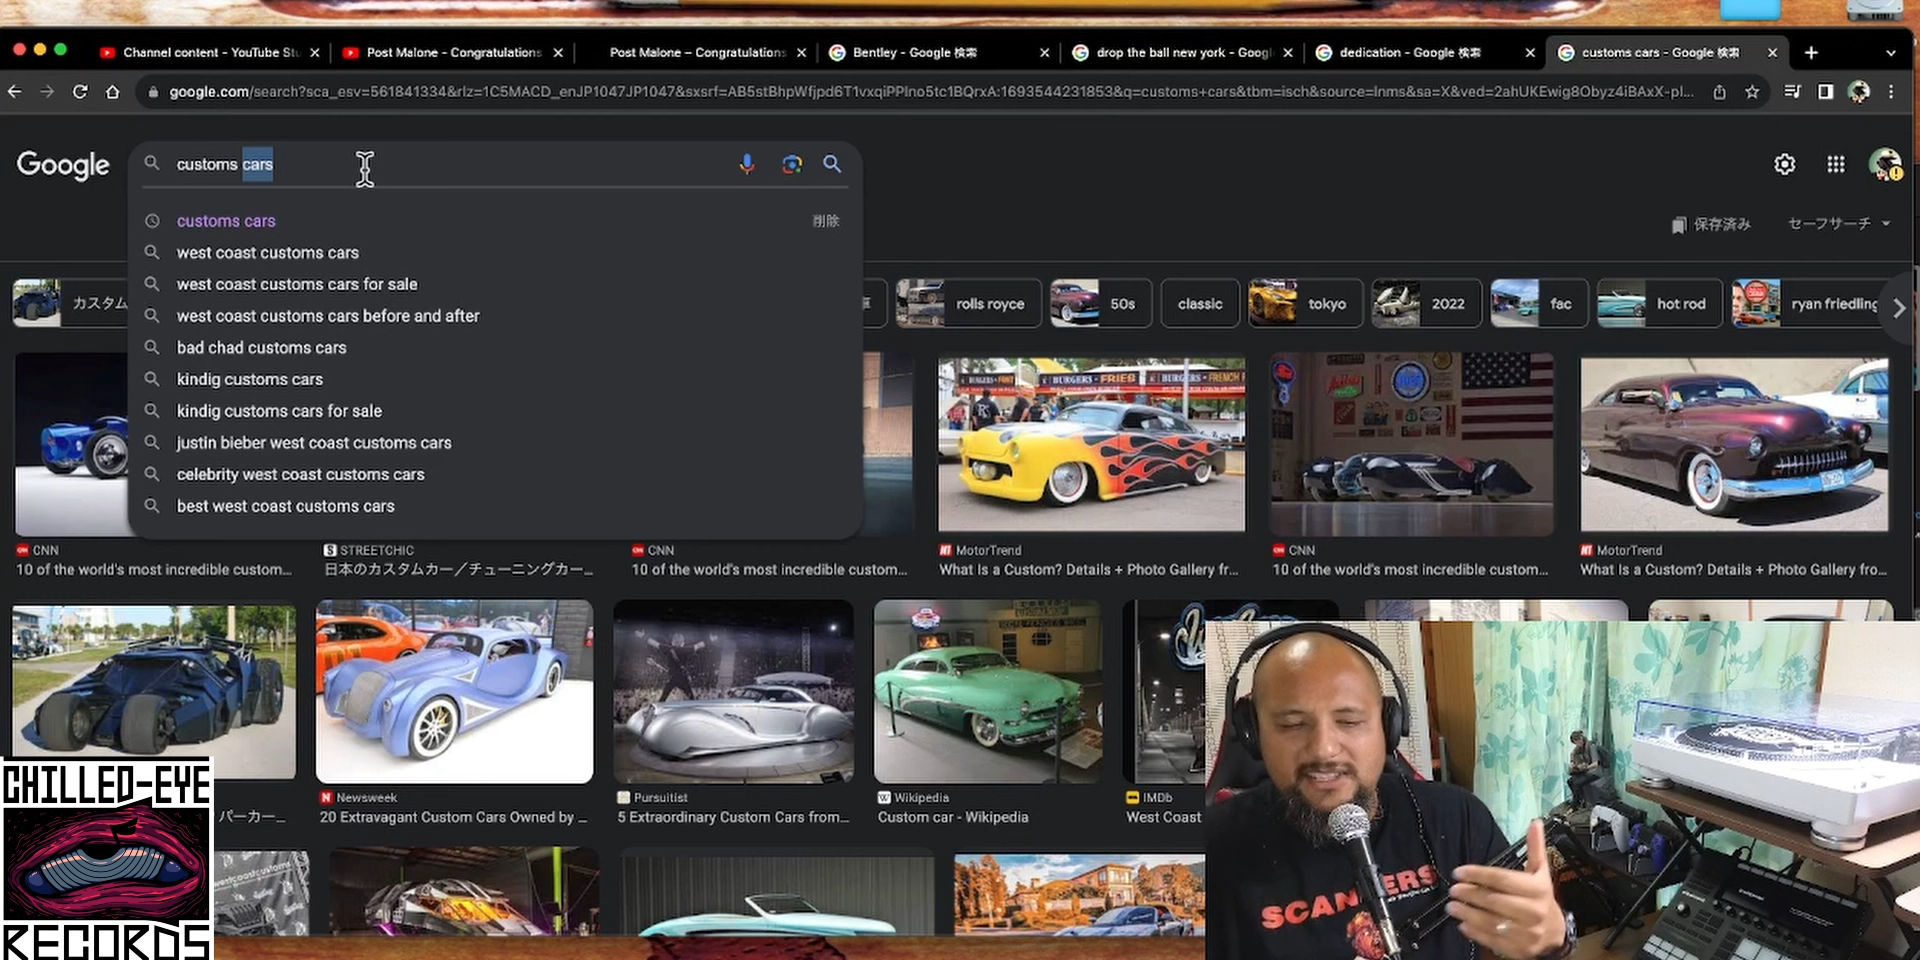 Channel content - YouTube Stu
Post Malone - Congratulations
Post Malone – Congratulations
Bentley - Google 検索
drop the ball new york - Googl
dedication - Google 検索
customs cars - Google 検索
google.com/search?sca_esv=561841334&rlz=1C5MACD_enJP1047JP1047&sxsrf=AB5stBhpWfjpd6T1vxqiPPlno5tc1BQrxA:1693544231853&q=customs+cars&tbm=isch&source=lnms&sa=X&ved=2ahUKEwig8Obyz4iBAxX-pl...
Google
customs cars
customs cars
削除
west coast customs cars
west coast customs cars for sale
west coast customs cars before and after
bad chad customs cars
kindig customs cars
kindig customs cars for sale
justin bieber west coast customs cars
celebrity west coast customs cars
best west coast customs cars
保存済み
セーフサーチ
カスタム
rolls royce
50s
classic
tokyo
2022
fac
hot rod
ryan friedling
BURGERS - FRIES BURGERS - FRENCH F
CNN
10 of the world's most incredible custom...
STREETCHIC
日本のカスタムカー／チューニングカー...
CNN
10 of the world's most incredible custom...
MotorTrend
What Is a Custom? Details + Photo Gallery fr...
CNN
10 of the world's most incredible custom...
MotorTrend
What Is a Custom? Details + Photo Gallery fro...
パーカー...
Newsweek
20 Extravagant Custom Cars Owned by ...
Pursuitist
5 Extraordinary Custom Cars from...
Wikipedia
Custom car - Wikipedia
IMDb
West Coast
CHILLED-EYE
RECORDS